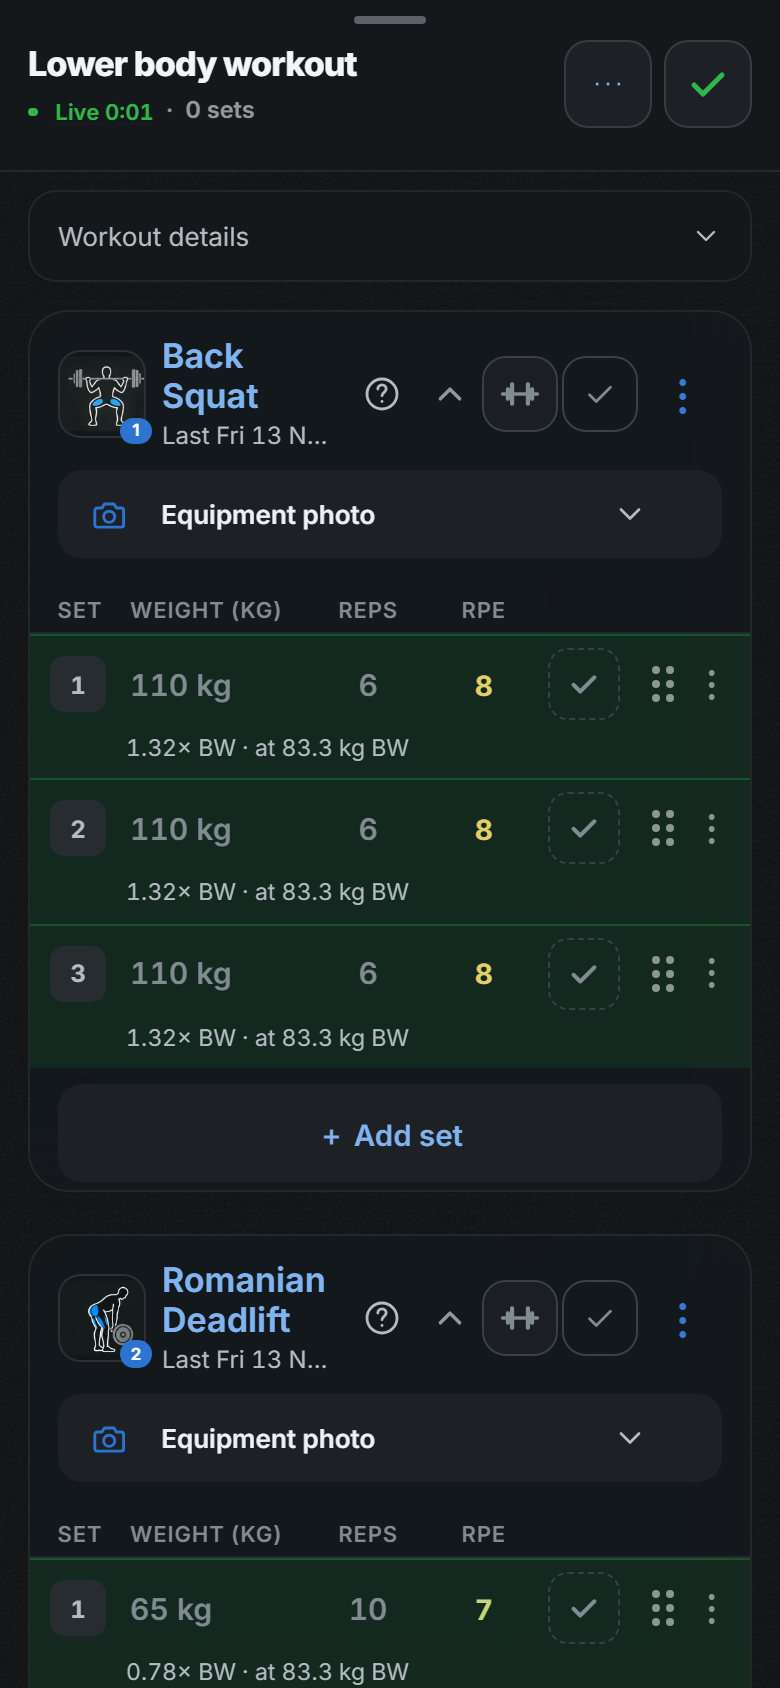 Lower body workout
Live 0:01 · 0 sets
Workout details
Back
Squat
1
Last Fri 13 N...
Equipment photo
SET WEIGHT (KG) REPS RPE
1 110 kg 6 8
1.32× BW · at 83.3 kg BW
2 110 kg 6 8
1.32× BW · at 83.3 kg BW
3 110 kg 6 8
1.32× BW · at 83.3 kg BW
+ Add set
Romanian
Deadlift
2
Last Fri 13 N...
Equipment photo
SET WEIGHT (KG) REPS RPE
1 65 kg 10 7
0.78× BW · at 83.3 kg BW